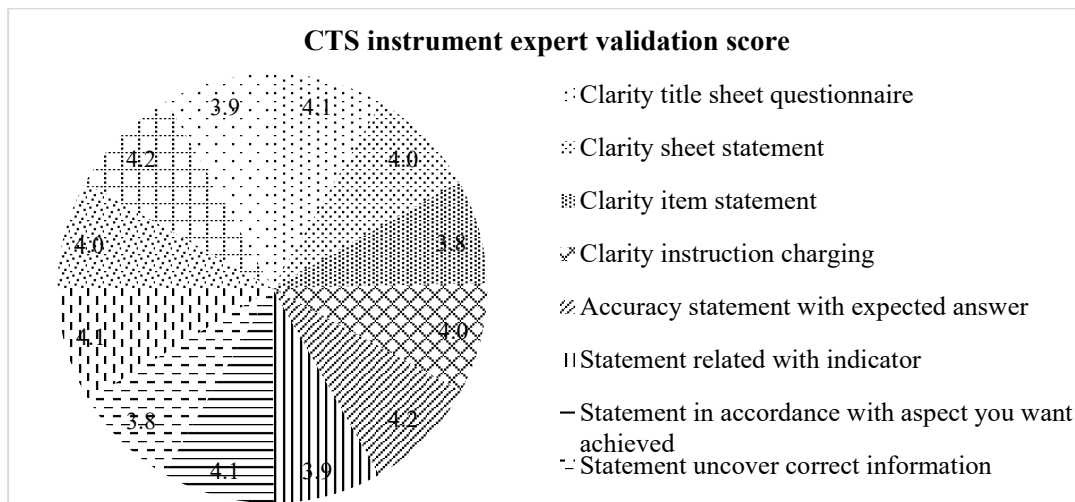 CTS instrument expert validation score
3.9
4.1
4.2
4.0
4.0
3.8
4.1
4.0
3.8
4.2
4.1
3.9
Clarity title sheet questionnaire
Clarity sheet statement
Clarity item statement
Clarity instruction charging
Accuracy statement with expected answer
Statement related with indicator
Statement in accordance with aspect you want
achieved
Statement uncover correct information